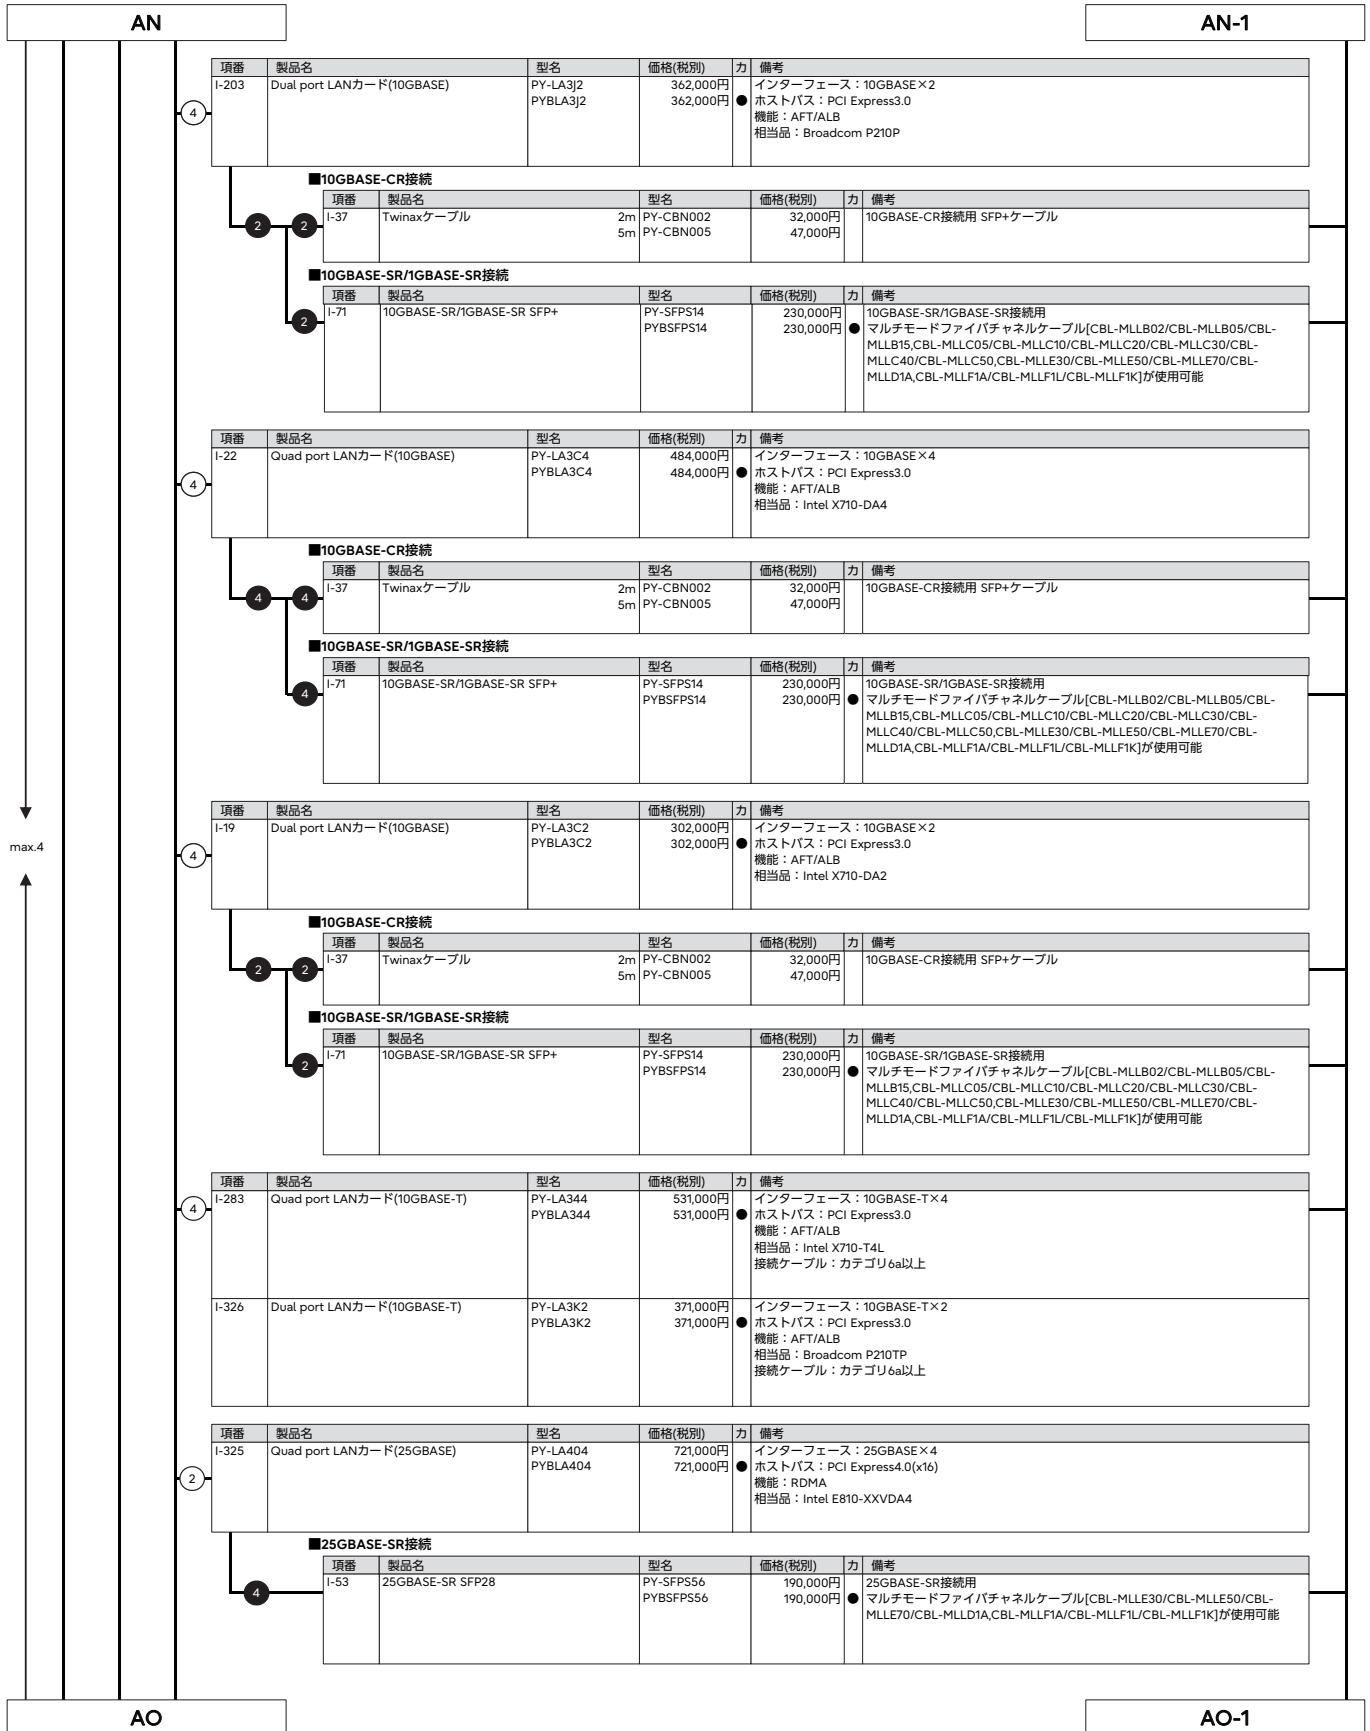 AN
AN-1
項番 製品名 型名 価格(税別) カ 備考
I-203 Dual port LANカード(10GBASE) PY-LA3J2 362,000円 インターフェース：10GBASE×2
PYBLA3J2 362,000円 ● ホストバス：PCI Express3.0
④
機能：AFT/ALB
相当品：Broadcom P210P
■10GBASE-CR接続
項番 製品名 型名 価格(税別) カ 備考
2 2 I-37 Twinaxケーブル 2m PY-CBN002 32,000円 10GBASE-CR接続用 SFP+ケーブル
5m PY-CBN005 47,000円
■10GBASE-SR/1GBASE-SR接続
項番 製品名 型名 価格(税別) カ 備考
2 I-71 10GBASE-SR/1GBASE-SR SFP+ PY-SFPS14 230,000円 10GBASE-SR/1GBASE-SR接続用
PYBSFPS14 230,000円 ● マルチモードファイバチャネルケーブル[CBL-MLLB02/CBL-MLLB05/CBL-
MLLB15,CBL-MLLC05/CBL-MLLC10/CBL-MLLC20/CBL-MLLC30/CBL-
MLLC40/CBL-MLLC50,CBL-MLLE30/CBL-MLLE50/CBL-MLLE70/CBL-
MLLD1A,CBL-MLLF1A/CBL-MLLF1L/CBL-MLLF1K]が使用可能
項番 製品名 型名 価格(税別) カ 備考
I-22 Quad port LANカード(10GBASE) PY-LA3C4 484,000円 インターフェース：10GBASE×4
PYBLA3C4 484,000円 ● ホストバス：PCI Express3.0
④
機能：AFT/ALB
相当品：Intel X710-DA4
■10GBASE-CR接続
項番 製品名 型名 価格(税別) カ 備考
4 4 I-37 Twinaxケーブル 2m PY-CBN002 32,000円 10GBASE-CR接続用 SFP+ケーブル
5m PY-CBN005 47,000円
■10GBASE-SR/1GBASE-SR接続
項番 製品名 型名 価格(税別) カ 備考
4 I-71 10GBASE-SR/1GBASE-SR SFP+ PY-SFPS14 230,000円 10GBASE-SR/1GBASE-SR接続用
PYBSFPS14 230,000円 ● マルチモードファイバチャネルケーブル[CBL-MLLB02/CBL-MLLB05/CBL-
MLLB15,CBL-MLLC05/CBL-MLLC10/CBL-MLLC20/CBL-MLLC30/CBL-
MLLC40/CBL-MLLC50,CBL-MLLE30/CBL-MLLE50/CBL-MLLE70/CBL-
MLLD1A,CBL-MLLF1A/CBL-MLLF1L/CBL-MLLF1K]が使用可能
max.4
項番 製品名 型名 価格(税別) カ 備考
I-19 Dual port LANカード(10GBASE) PY-LA3C2 302,000円 インターフェース：10GBASE×2
PYBLA3C2 302,000円 ● ホストバス：PCI Express3.0
④
機能：AFT/ALB
相当品：Intel X710-DA2
■10GBASE-CR接続
項番 製品名 型名 価格(税別) カ 備考
2 2 I-37 Twinaxケーブル 2m PY-CBN002 32,000円 10GBASE-CR接続用 SFP+ケーブル
5m PY-CBN005 47,000円
■10GBASE-SR/1GBASE-SR接続
項番 製品名 型名 価格(税別) カ 備考
2 I-71 10GBASE-SR/1GBASE-SR SFP+ PY-SFPS14 230,000円 10GBASE-SR/1GBASE-SR接続用
PYBSFPS14 230,000円 ● マルチモードファイバチャネルケーブル[CBL-MLLB02/CBL-MLLB05/CBL-
MLLB15,CBL-MLLC05/CBL-MLLC10/CBL-MLLC20/CBL-MLLC30/CBL-
MLLC40/CBL-MLLC50,CBL-MLLE30/CBL-MLLE50/CBL-MLLE70/CBL-
MLLD1A,CBL-MLLF1A/CBL-MLLF1L/CBL-MLLF1K]が使用可能
項番 製品名 型名 価格(税別) カ 備考
④ I-283 Quad port LANカード(10GBASE-T) PY-LA344 531,000円 インターフェース：10GBASE-T×4
PYBLA344 531,000円 ● ホストバス：PCI Express3.0
機能：AFT/ALB
相当品：Intel X710-T4L
接続ケーブル：カテゴリ6a以上
I-326 Dual port LANカード(10GBASE-T) PY-LA3K2 371,000円 インターフェース：10GBASE-T×2
PYBLA3K2 371,000円 ● ホストバス：PCI Express3.0
機能：AFT/ALB
相当品：Broadcom P210TP
接続ケーブル：カテゴリ6a以上
項番 製品名 型名 価格(税別) カ 備考
I-325 Quad port LANカード(25GBASE) PY-LA404 721,000円 インターフェース：25GBASE×4
PYBLA404 721,000円 ● ホストバス：PCI Express4.0(x16)
②
機能：RDMA
相当品：Intel E810-XXVDA4
■25GBASE-SR接続
項番 製品名 型名 価格(税別) カ 備考
4 I-53 25GBASE-SR SFP28 PY-SFPS56 190,000円 25GBASE-SR接続用
PYBSFPS56 190,000円 ● マルチモードファイバチャネルケーブル[CBL-MLLE30/CBL-MLLE50/CBL-
MLLE70/CBL-MLLD1A,CBL-MLLF1A/CBL-MLLF1L/CBL-MLLF1K]が使用可能
AO
AO-1